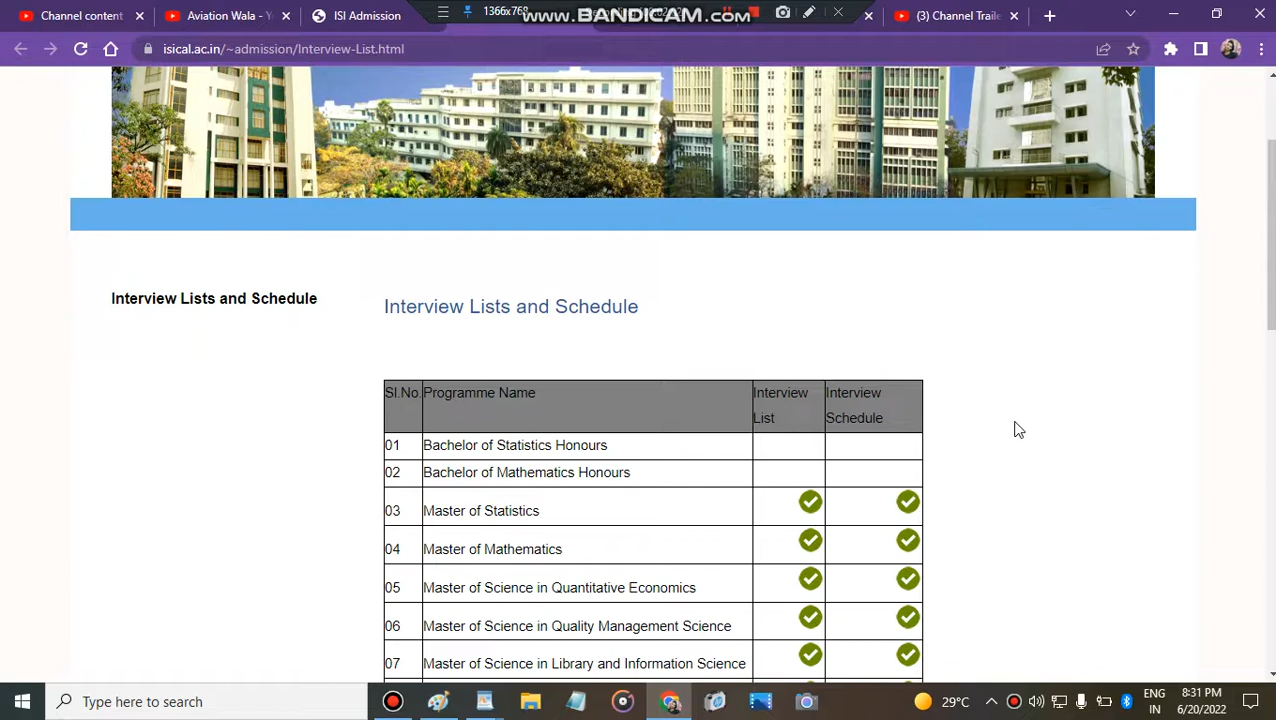 Channel content
Aviation Wala - Y
ISI Admission
1366x768
www.BANDICAM.com
(3) Channel Traile
isical.ac.in/~admission/Interview-List.html
Interview Lists and Schedule
Interview Lists and Schedule
Sl.No. Programme Name Interview List Interview Schedule
01 Bachelor of Statistics Honours
02 Bachelor of Mathematics Honours
03 Master of Statistics
04 Master of Mathematics
05 Master of Science in Quantitative Economics
06 Master of Science in Quality Management Science
07 Master of Science in Library and Information Science
Type here to search
29°C
ENG
IN
8:31 PM
6/20/2022